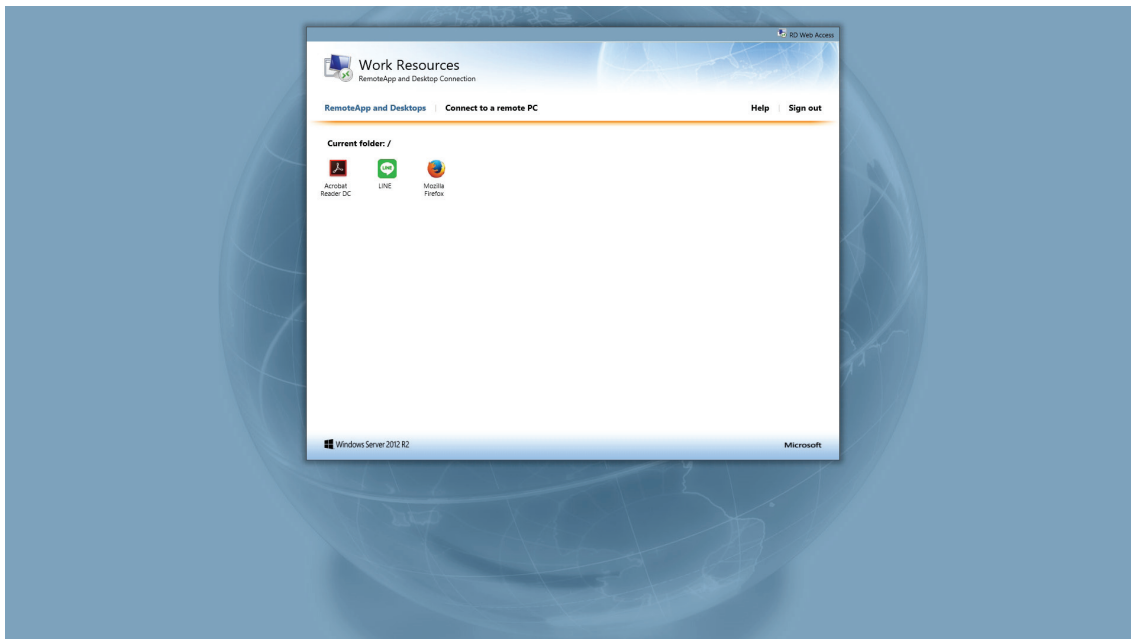 RD Web Access
Work Resources
RemoteApp and Desktop Connection
RemoteApp and Desktops | Connect to a remote PC
Help | Sign out
Current folder: /
Acrobat
Reader DC
LINE
LINE
Mozilla
Firefox
Windows Server 2012 R2
Microsoft